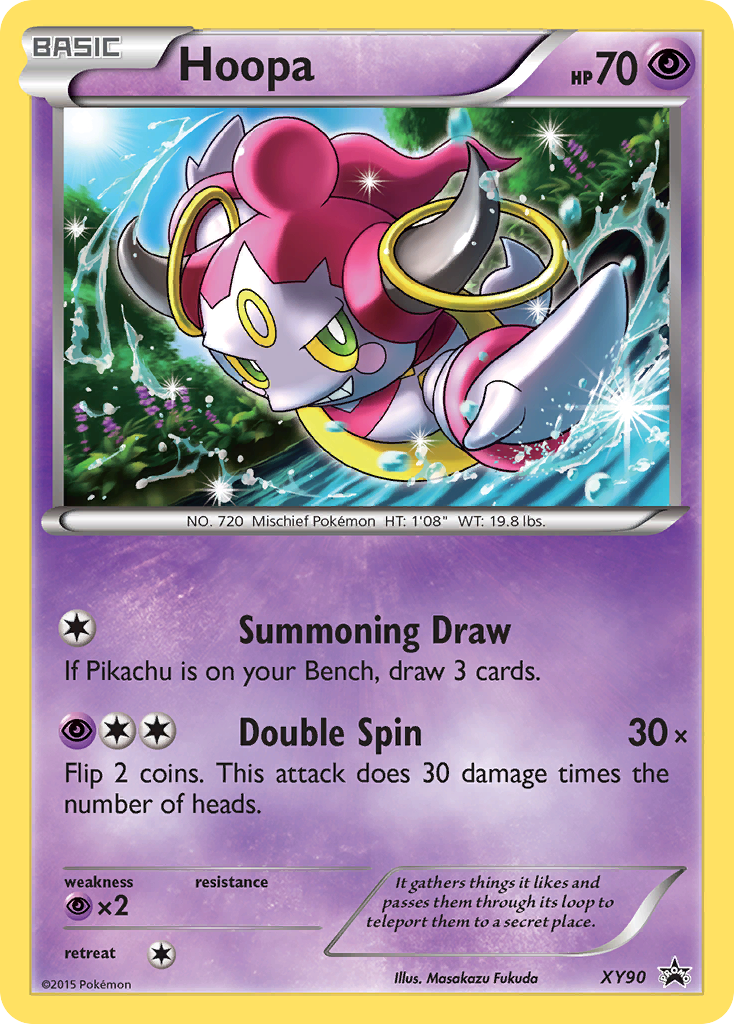 BASIC Hoopa HP70
NO. 720 Mischief Pokémon HT: 1'08" WT: 19.8 lbs.
Summoning Draw
If Pikachu is on your Bench, draw 3 cards.
Double Spin 30×
Flip 2 coins. This attack does 30 damage times the
number of heads.
weakness resistance
×2
retreat
It gathers things it likes and
passes them through its loop to
teleport them to a secret place.
©2015 Pokémon Illus. Masakazu Fukuda XY90 PROMO